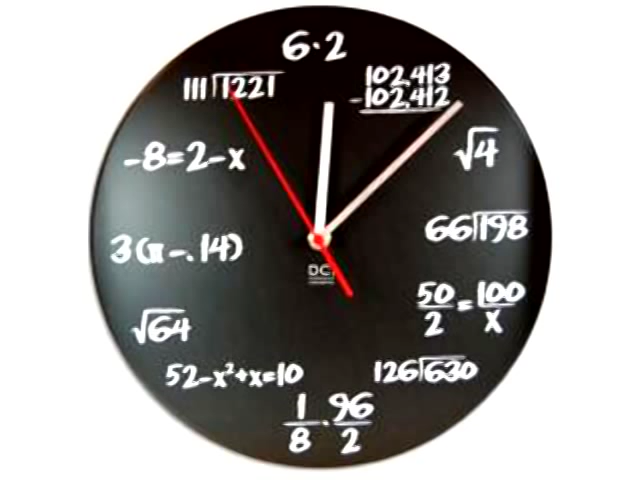 6·2
111⟌1221
102,413
-102,412
-8=2-x
√4
3(π-.14)
66⟌198
50/2=100/x
√64
52-x²+x=10
126⟌630
1/8·96/2
DCI